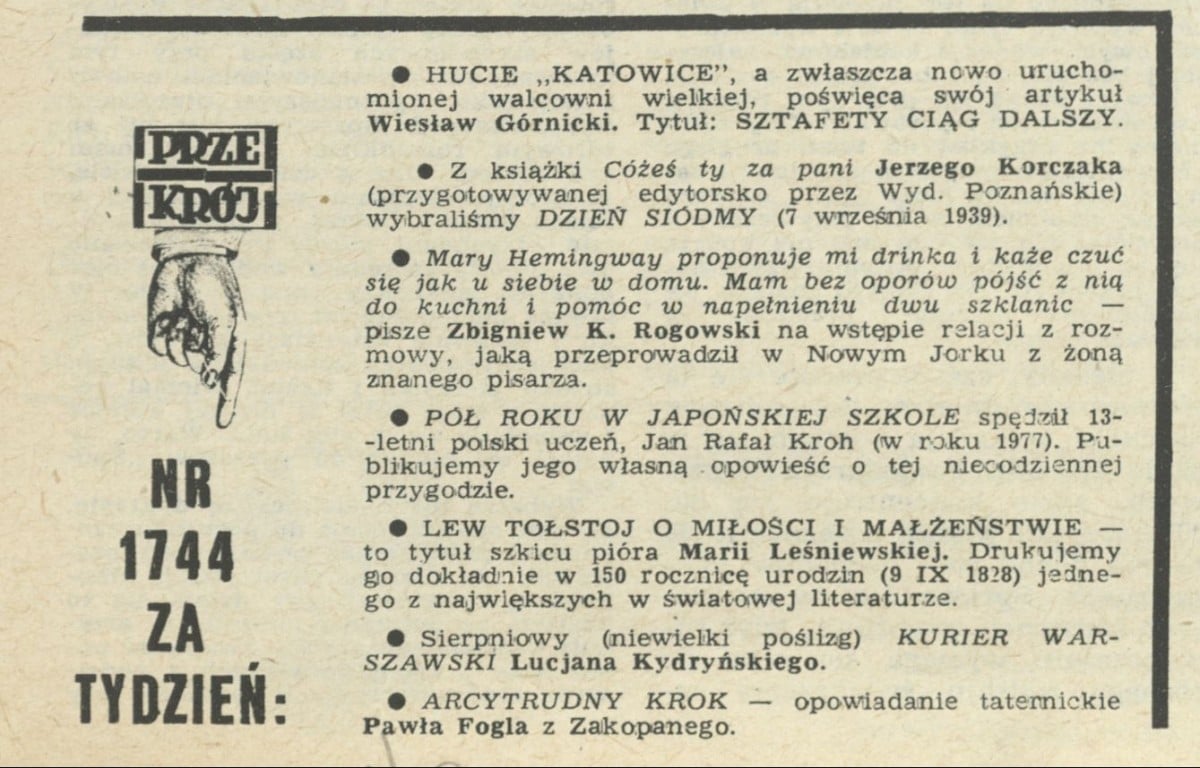 PRZE
KRÓJ
NR
1744
ZA
TYDZIEŃ:
● HUCIE „KATOWICE”, a zwłaszcza nowo urucho-
mionej walcowni wielkiej, poświęca swój artykuł
Wiesław Górnicki. Tytuł: SZTAFETY CIĄG DALSZY.
● Z książki Cóżeś ty za pani Jerzego Korczaka
(przygotowywanej edytorsko przez Wyd. Poznańskie)
wybraliśmy DZIEŃ SIÓDMY (7 września 1939).
● Mary Hemingway proponuje mi drinka i każe czuć
się jak u siebie w domu. Mam bez oporów pójść z nią
do kuchni i pomóc w napełnieniu dwu szklanic —
pisze Zbigniew K. Rogowski na wstępie relacji z roz-
mowy, jaką przeprowadził w Nowym Jorku z żoną
znanego pisarza.
● PÓŁ ROKU W JAPOŃSKIEJ SZKOLE spędził 13-
-letni polski uczeń, Jan Rafał Kroh (w roku 1977). Pu-
blikujemy jego własną opowieść o tej niecodziennej
przygodzie.
● LEW TOŁSTOJ O MIŁOŚCI I MAŁŻEŃSTWIE —
to tytuł szkicu pióra Marii Leśniewskiej. Drukujemy
go dokładnie w 150 rocznicę urodzin (9 IX 1828) jedne-
go z największych w światowej literaturze.
● Sierpniowy (niewielki poślizg) KURIER WAR-
SZAWSKI Lucjana Kydryńskiego.
● ARCYTRUDNY KROK — opowiadanie taternickie
Pawła Fogla z Zakopanego.